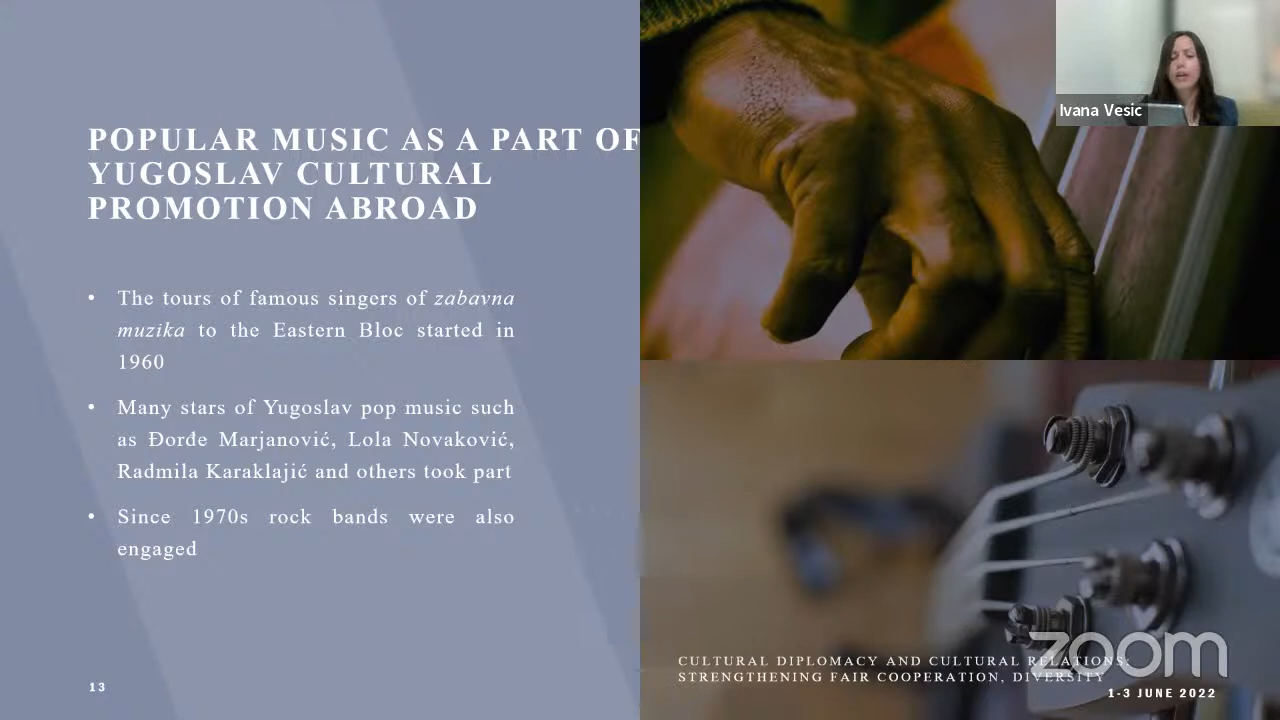 POPULAR MUSIC AS A PART OF
YUGOSLAV CULTURAL
PROMOTION ABROAD
• The tours of famous singers of zabavna
muzika to the Eastern Bloc started in
1960
• Many stars of Yugoslav pop music such
as Đorđe Marjanović, Lola Novaković,
Radmila Karaklajić and others took part
• Since 1970s rock bands were also
engaged
13
Ivana Vesic
CULTURAL DIPLOMACY AND CULTURAL RELATIONS:
STRENGTHENING FAIR COOPERATION, DIVERSITY
1-3 JUNE 2022
zoom